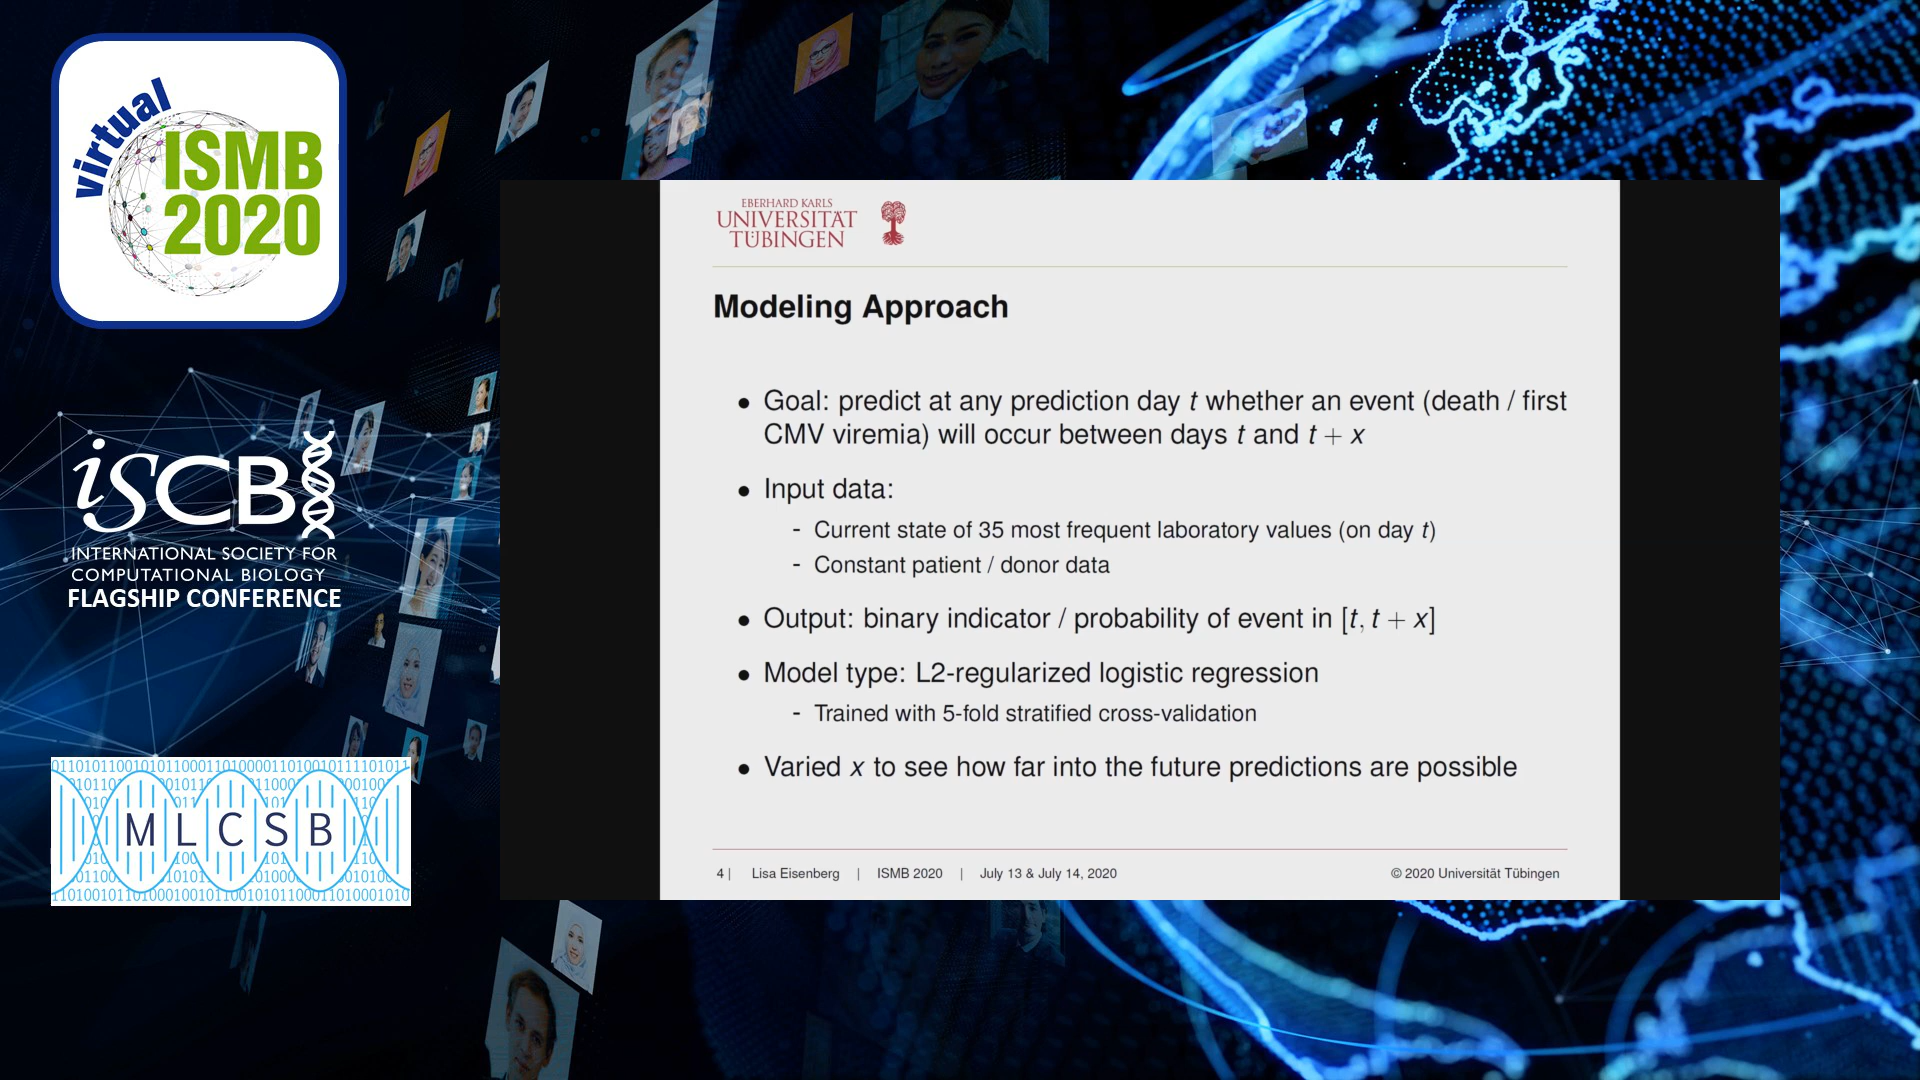 virtual
ISMB
2020
iSCB
INTERNATIONAL SOCIETY FOR
COMPUTATIONAL BIOLOGY
FLAGSHIP CONFERENCE
MLCSB
EBERHARD KARLS
UNIVERSITÄT
TÜBINGEN
Modeling Approach
• Goal: predict at any prediction day t whether an event (death / first
CMV viremia) will occur between days t and t + x
• Input data:
- Current state of 35 most frequent laboratory values (on day t)
- Constant patient / donor data
• Output: binary indicator / probability of event in [t, t + x]
• Model type: L2-regularized logistic regression
- Trained with 5-fold stratified cross-validation
• Varied x to see how far into the future predictions are possible
4 | Lisa Eisenberg | ISMB 2020 | July 13 & July 14, 2020 © 2020 Universität Tübingen